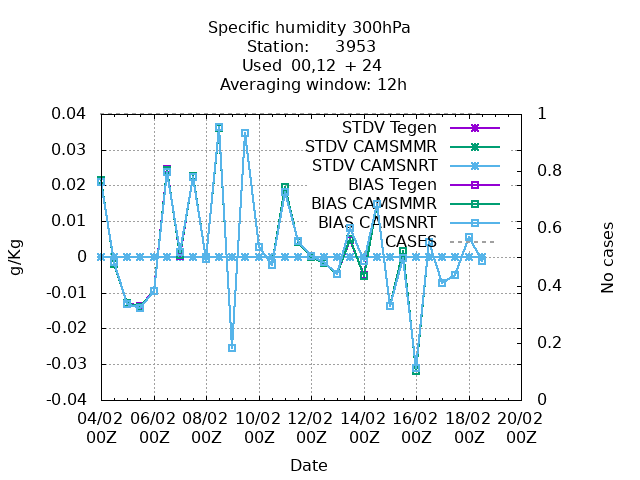 Specific humidity 300hPa
Station: 3953
Used 00,12 + 24
Averaging window: 12h
0.04 1
STDV Tegen
0.03
STDV CAMSMMR
STDV CAMSNRT
0.8
0.02
BIAS Tegen
BIAS CAMSMMR
0.01
BIAS CAMSNRT
0.6
CASES
0
g/Kg
No cases
-0.01
0.4
-0.02
0.2
-0.03
-0.04 0
04/02 06/02 08/02 10/02 12/02 14/02 16/02 18/02 20/02
00Z 00Z 00Z 00Z 00Z 00Z 00Z 00Z 00Z
Date